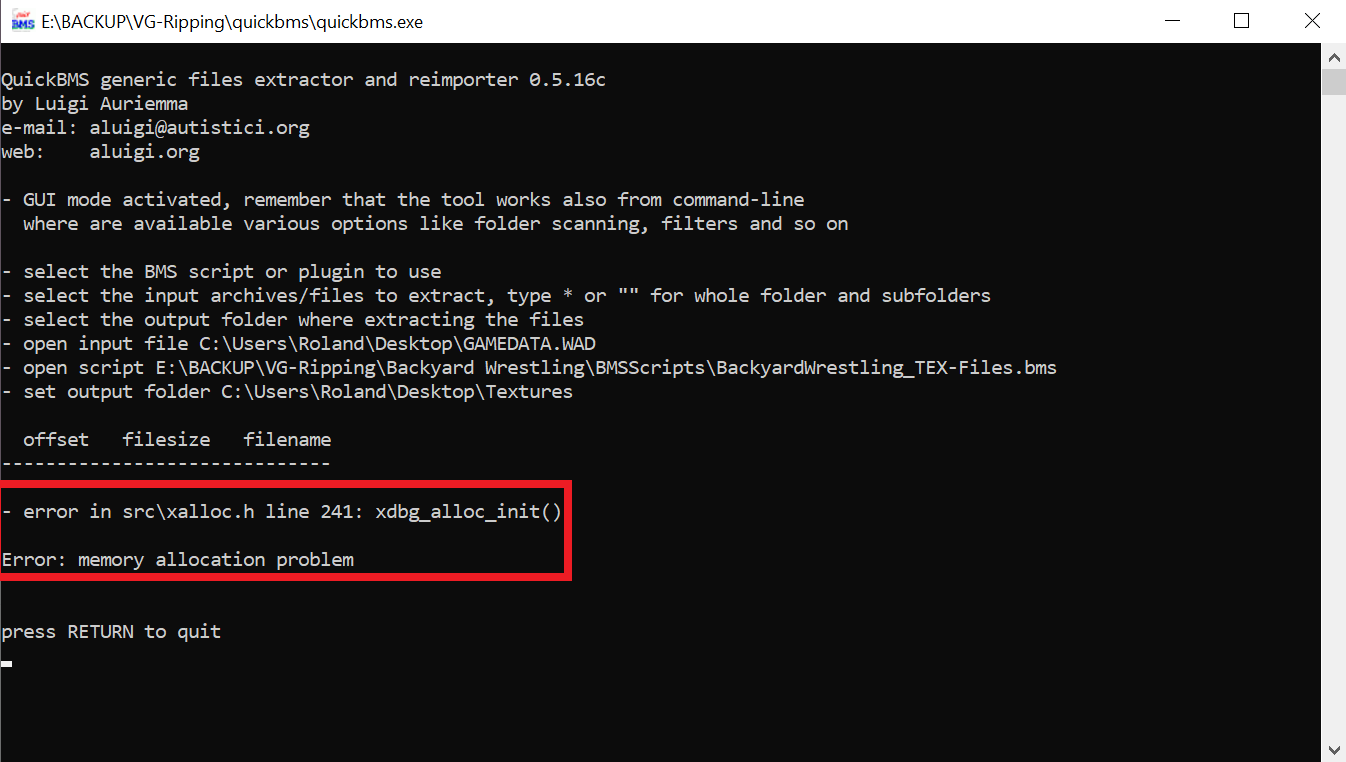 BMS E:\BACKUP\VG-Ripping\quickbms\quickbms.exe
QuickBMS generic files extractor and reimporter 0.5.16c
by Luigi Auriemma
e-mail: aluigi@autistici.org
web:    aluigi.org
- GUI mode activated, remember that the tool works also from command-line
  where are available various options like folder scanning, filters and so on
- select the BMS script or plugin to use
- select the input archives/files to extract, type * or "" for whole folder and subfolders
- select the output folder where extracting the files
- open input file C:\Users\Roland\Desktop\GAMEDATA.WAD
- open script E:\BACKUP\VG-Ripping\Backyard Wrestling\BMSScripts\BackyardWrestling_TEX-Files.bms
- set output folder C:\Users\Roland\Desktop\Textures
  offset   filesize   filename
------------------------------
- error in src\xalloc.h line 241: xdbg_alloc_init()
Error: memory allocation problem
press RETURN to quit